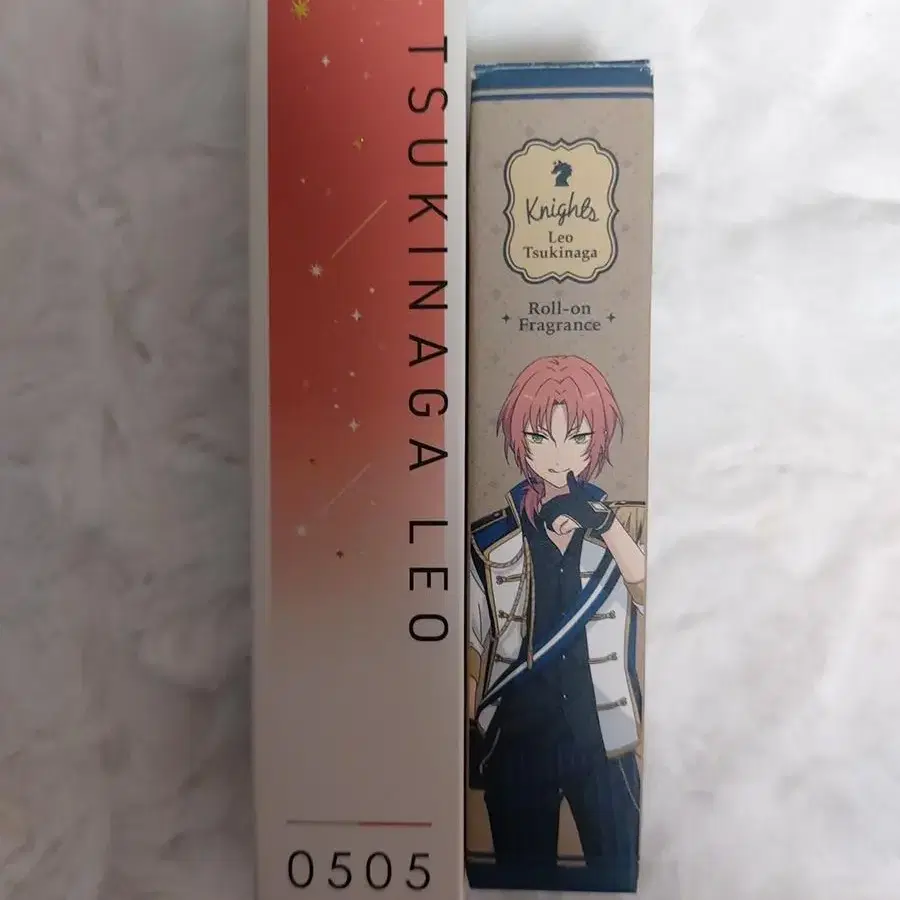 TSUKINAGA LEO
0505
Knights
Leo
Tsukinaga
Roll-on
Fragrance